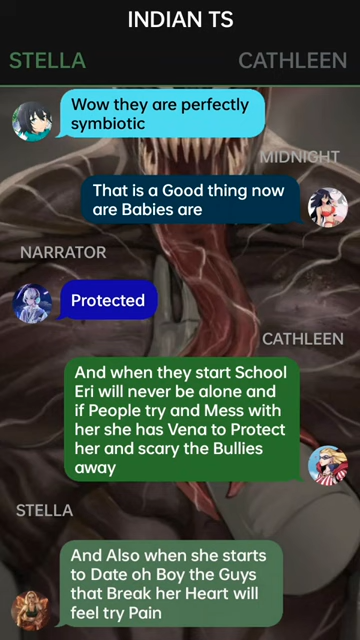 INDIAN TS
STELLA
CATHLEEN
Wow they are perfectly
symbiotic
MIDNIGHT
That is a Good thing now
are Babies are
NARRATOR
Protected
CATHLEEN
And when they start School
Eri will never be alone and
if People try and Mess with
her she has Vena to Protect
her and scary the Bullies
away
STELLA
And Also when she starts
to Date oh Boy the Guys
that Break her Heart will
feel try Pain